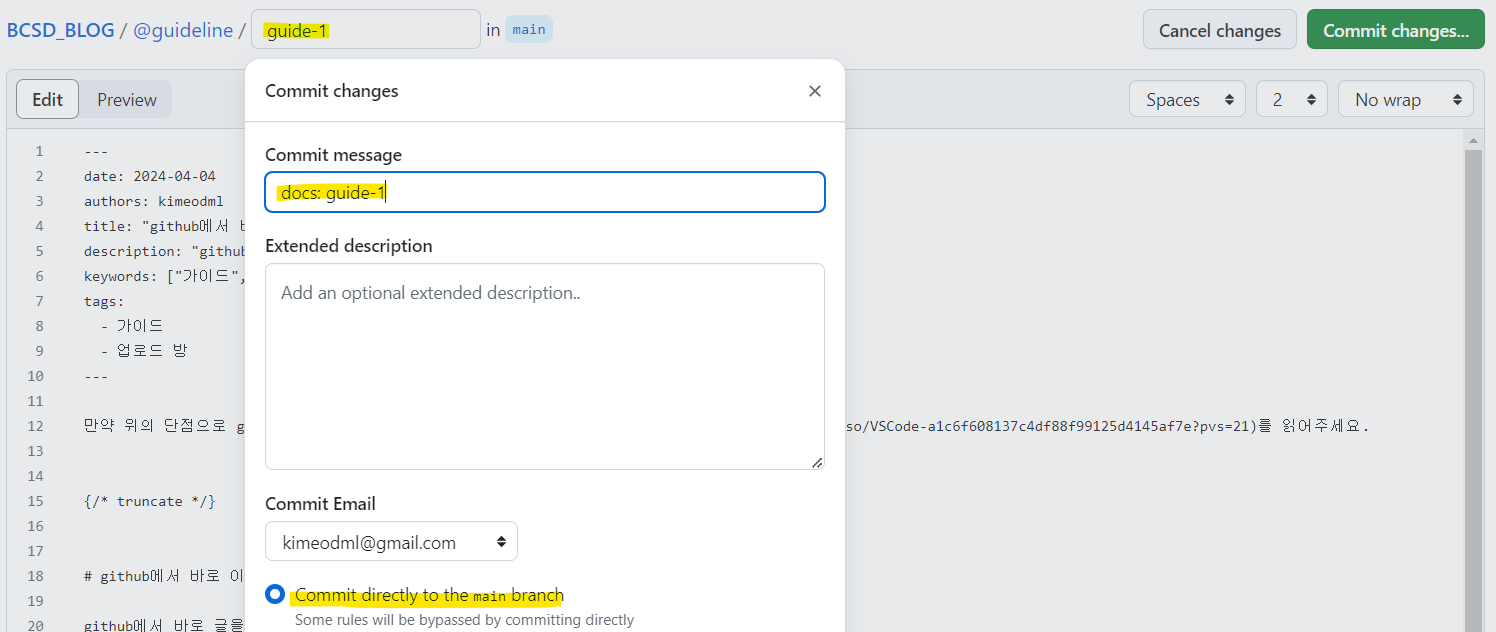 BCSD_BLOG / @guideline / guide-1 in main Cancel changes Commit changes...
Commit changes
Edit Preview Spaces 2 No wrap
Commit message
docs: guide-1
Extended description
Add an optional extended description..
Commit Email
kimeodml@gmail.com
Commit directly to the main branch
Some rules will be bypassed by committing directly
1 ---
2 date: 2024-04-04
3 authors: kimeodml
4 title: "github에서
5 description: "github
6 keywords: ["가이드",
7 tags:
8 - 가이드
9 - 업로드 방
10 ---
11
12 만약 위의 단점으로 g so/VSCode-a1c6f608137c4df88f99125d4145af7e?pvs=21)를 읽어주세요.
13
14
15 {/* truncate */}
16
17
18 # github에서 바로 이
19
20 github에서 바로 글을